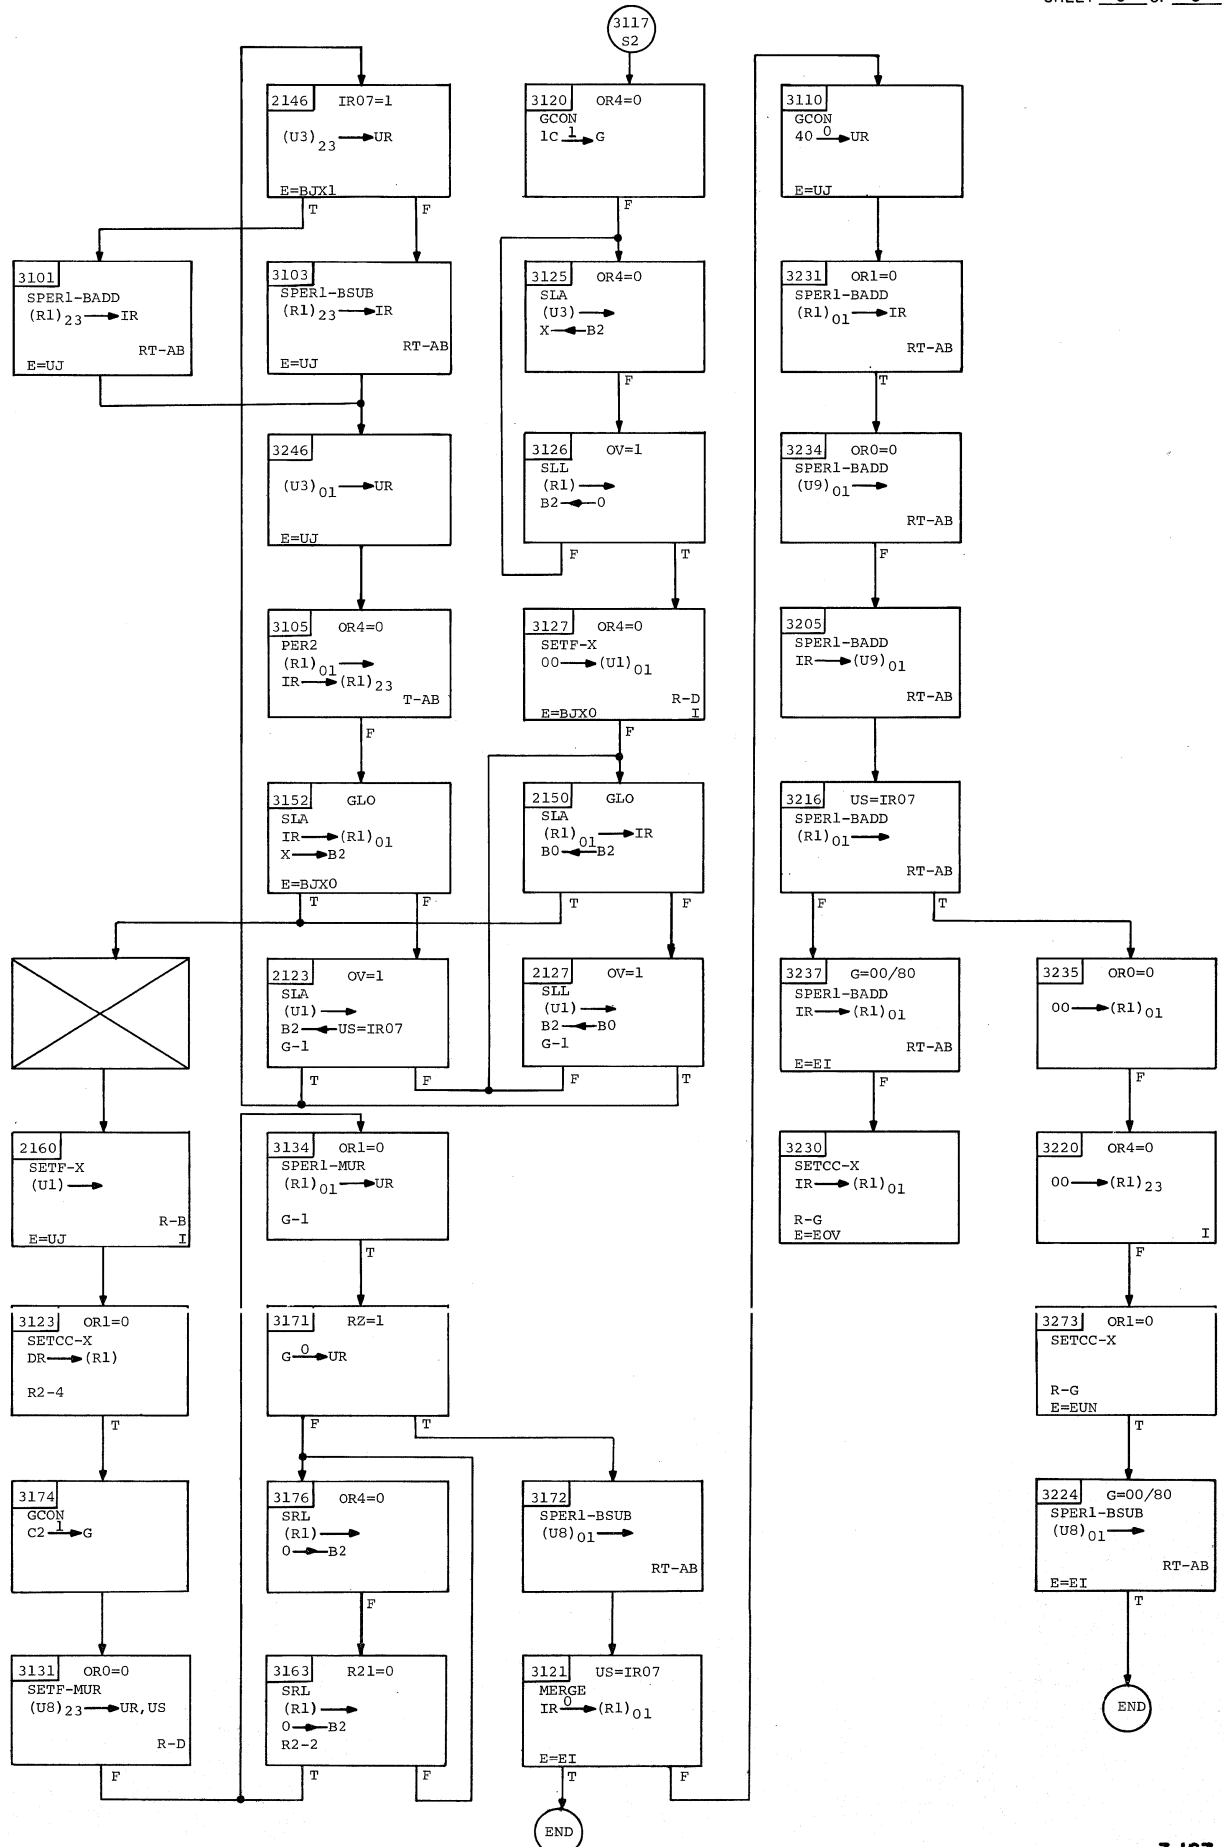 3117
S2
2146 IR07=1
(U3)23 → UR
E=BJX1
T F
3120 OR4=0
GCON
1C 1→ G
F
3110
GCON
40 0→ UR
E=UJ
3101
SPER1-BADD
(R1)23 → IR
RT-AB
E=UJ
3103
SPER1-BSUB
(R1)23 → IR
RT-AB
E=UJ
3125 OR4=0
SLA
(U3) →
X ← B2
F
3231 OR1=0
SPER1-BADD
(R1)01 → IR
RT-AB
T
3246
(U3)01 → UR
E=UJ
3126 OV=1
SLL
(R1) →
B2 ← 0
F T
3234 OR0=0
SPER1-BADD
(U9)01 →
RT-AB
F
3105 OR4=0
PER2
(R1)01 →
IR → (R1)23
T-AB
F
3127 OR4=0
SETF-X
00 → (U1)01
R-D
E=BJX0 I
F
3205
SPER1-BADD
IR → (U9)01
RT-AB
3152 GLO
SLA
IR → (R1)01
X → B2
E=BJX0
T F
2150 GLO
SLA
(R1)01 → IR
B0 ← B2
T F
3216 US=IR07
SPER1-BADD
(R1)01 →
RT-AB
F T
2123 OV=1
SLA
(U1) →
B2 ← US=IR07
G-1
T F
2127 OV=1
SLL
(U1) →
B2 ← B0
G-1
F T
3237 G=00/80
SPER1-BADD
IR → (R1)01
RT-AB
E=EI
F
3235 OR0=0
00 → (R1)01
F
2160
SETF-X
(U1) →
R-B
E=UJ I
3134 OR1=0
SPER1-MUR
(R1)01 → UR
G-1
T
3230
SETCC-X
IR → (R1)01
R-G
E=EOV
3220 OR4=0
00 → (R1)23
I
F
3123 OR1=0
SETCC-X
DR → (R1)
R2-4
T
3171 RZ=1
G 0→ UR
F T
3273 OR1=0
SETCC-X
R-G
E=EUN
T
3174
GCON
C2 1→ G
3176 OR4=0
SRL
(R1) →
0 → B2
F
3172
SPER1-BSUB
(U8)01 →
RT-AB
3224 G=00/80
SPER1-BSUB
(U8)01 →
RT-AB
E=EI
T
3131 OR0=0
SETF-MUR
(U8)23 → UR,US
R-D
F
3163 R21=0
SRL
(R1) →
0 → B2
R2-2
T F
3121 US=IR07
MERGE
IR 0→ (R1)01
E=EI
T F
END
END